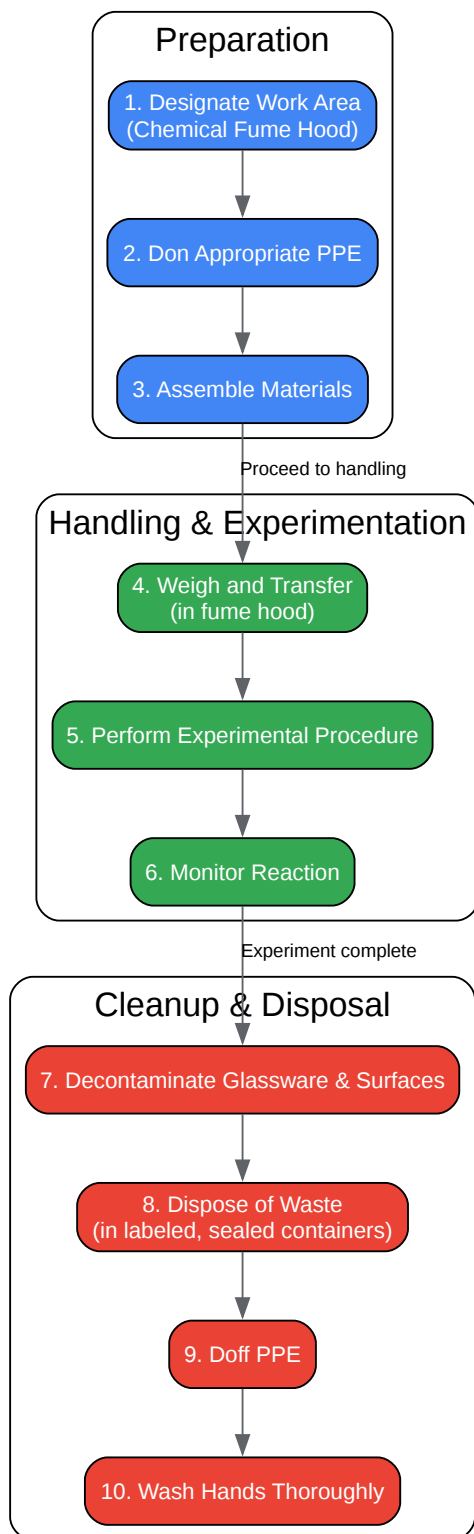 Preparation
1. Designate Work Area
(Chemical Fume Hood)
2. Don Appropriate PPE
3. Assemble Materials
Proceed to handling
Handling & Experimentation
4. Weigh and Transfer
(in fume hood)
5. Perform Experimental Procedure
6. Monitor Reaction
Experiment complete
Cleanup & Disposal
7. Decontaminate Glassware & Surfaces
8. Dispose of Waste
(in labeled, sealed containers)
9. Doff PPE
10. Wash Hands Thoroughly